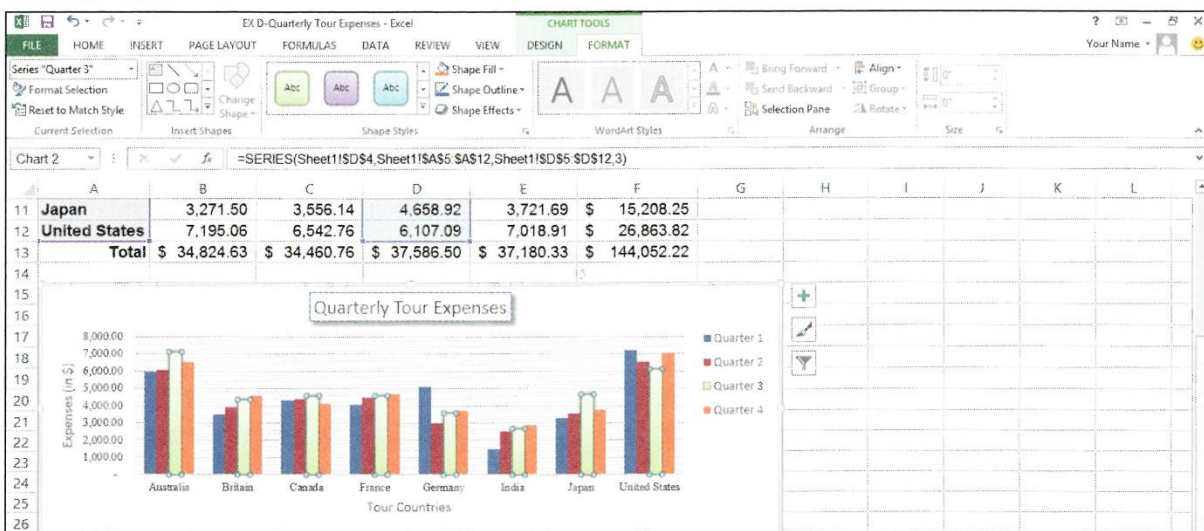 EX D-Quarterly Tour Expenses - Excel
CHART TOOLS
?
FILE HOME INSERT PAGE LAYOUT FORMULAS DATA REVIEW VIEW DESIGN FORMAT Your Name
Series "Quarter 3"
Format Selection
Reset to Match Style
Current Selection
Change
Shape
Insert Shapes
Abc Abc Abc
Shape Fill
Shape Outline
Shape Effects
Shape Styles
A A A
WordArt Styles
Bring Forward
Send Backward
Selection Pane
Align
Group
Rotate
Arrange
0"
0"
Size
Chart 2 fx =SERIES(Sheet1!$D$4,Sheet1!$A$5:$A$12,Sheet1!$D$5:$D$12,3)
A B C D E F G H I J K L
11 Japan 3,271.50 3,556.14 4,658.92 3,721.69 $ 15,208.25
12 United States 7,195.06 6,542.76 6,107.09 7,018.91 $ 26,863.82
13 Total $ 34,824.63 $ 34,460.76 $ 37,586.50 $ 37,180.33 $ 144,052.22
14
15
16
17
18
19
20
21
22
23
24
25
26
Quarterly Tour Expenses
Expenses (in $)
8,000.00
7,000.00
6,000.00
5,000.00
4,000.00
3,000.00
2,000.00
1,000.00
-
Australia Britain Canada France Germany India Japan United States
Tour Countries
Quarter 1
Quarter 2
Quarter 3
Quarter 4